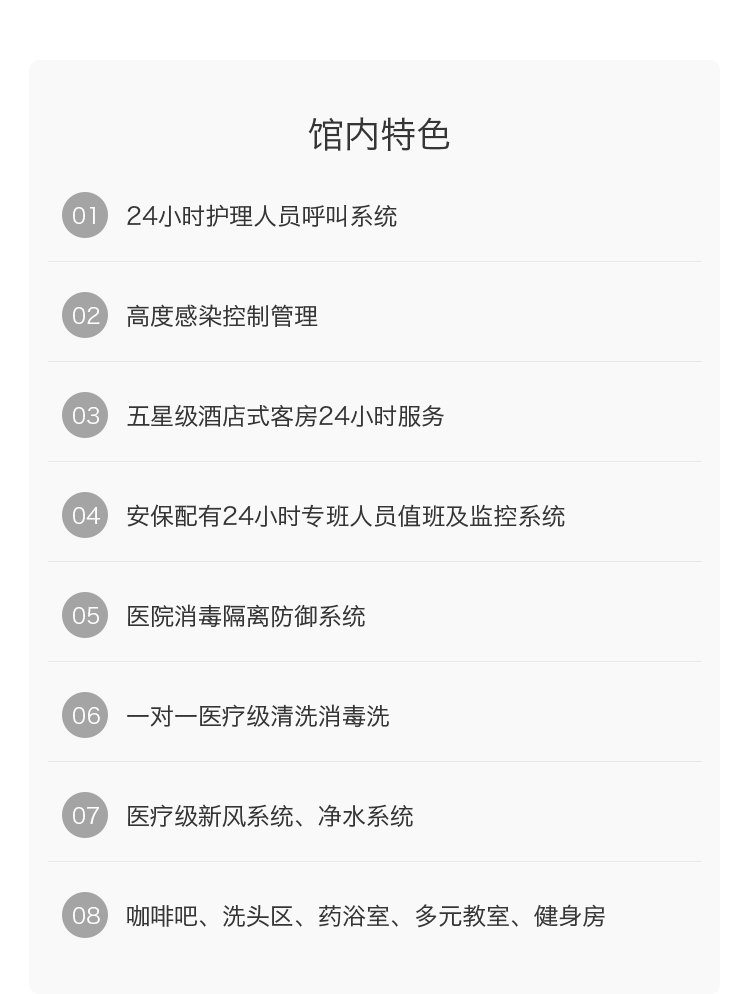 馆内特色
01 24小时护理人员呼叫系统
02 高度感染控制管理
03 五星级酒店式客房24小时服务
04 安保配有24小时专班人员值班及监控系统
05 医院消毒隔离防御系统
06 一对一医疗级清洗消毒洗
07 医疗级新风系统、净水系统
08 咖啡吧、洗头区、药浴室、多元教室、健身房